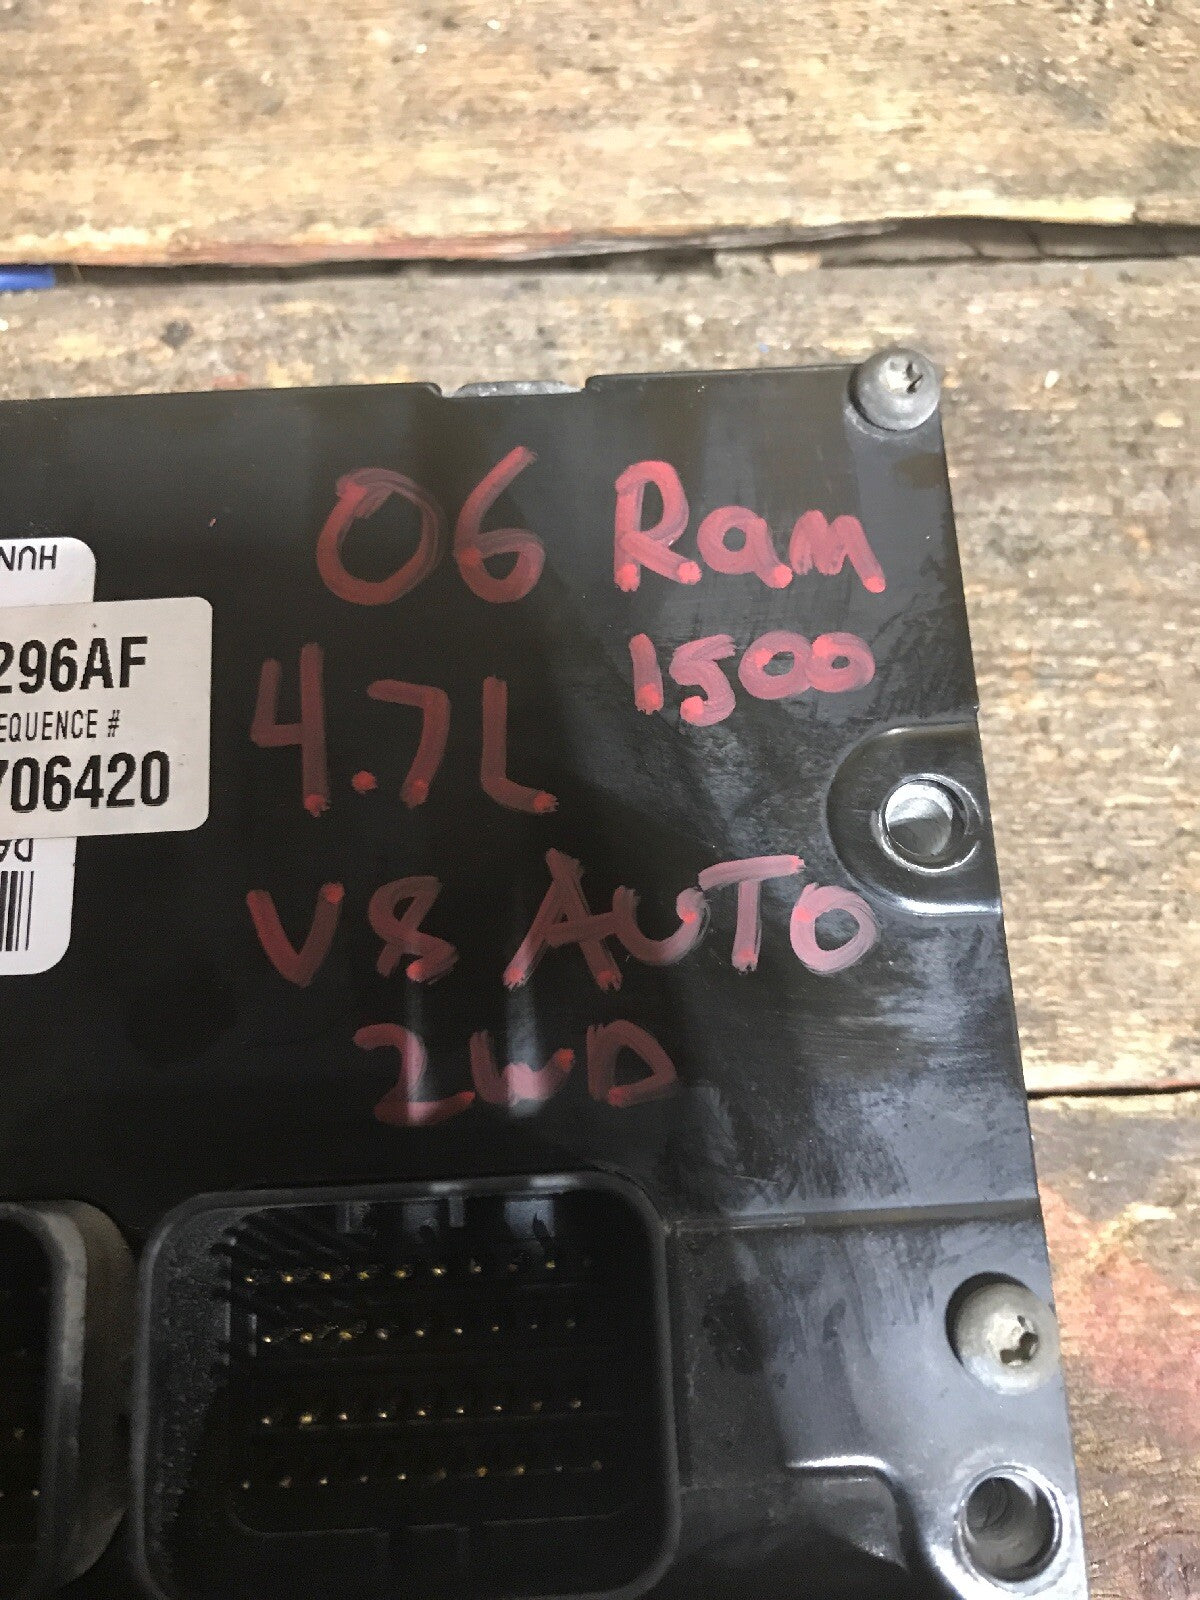 06 Ram
1500
4.7L
V8 AUTO
2WD
HUN
296AF
EQUENCE #
706420